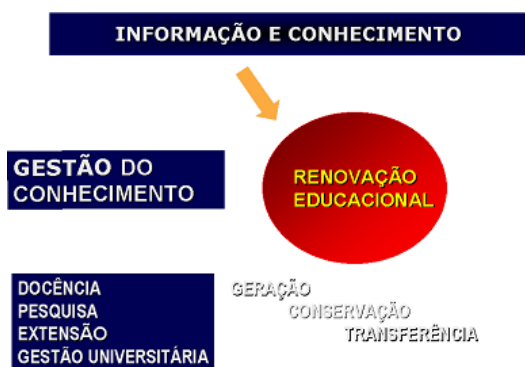 INFORMAÇÃO E CONHECIMENTO
GESTÃO DO
CONHECIMENTO
RENOVAÇÃO
EDUCACIONAL
DOCÊNCIA
PESQUISA
EXTENSÃO
GESTÃO UNIVERSITÁRIA
GERAÇÃO
CONSERVAÇÃO
TRANSFERÊNCIA